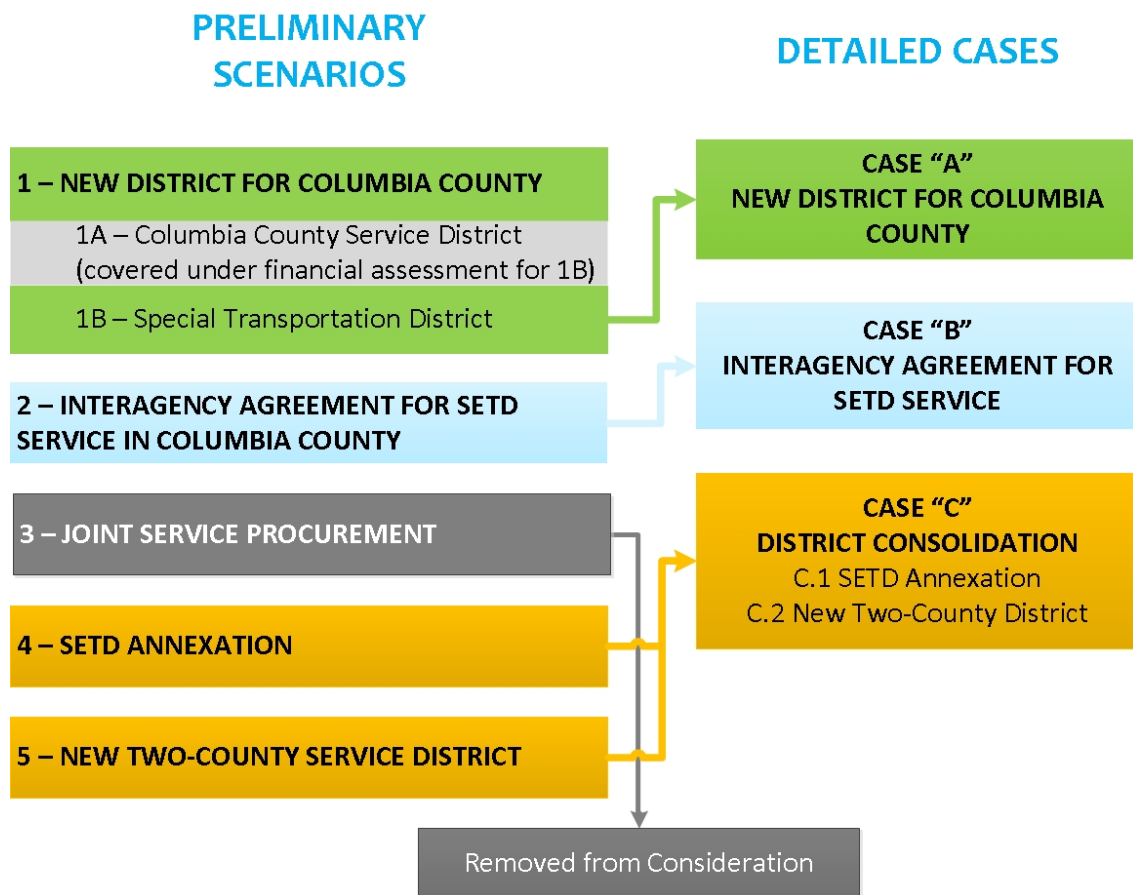 PRELIMINARY
SCENARIOS
1 – NEW DISTRICT FOR COLUMBIA COUNTY
1A – Columbia County Service District
(covered under financial assessment for 1B)
1B – Special Transportation District
2 – INTERAGENCY AGREEMENT FOR SETD
SERVICE IN COLUMBIA COUNTY
3 – JOINT SERVICE PROCUREMENT
4 – SETD ANNEXATION
5 – NEW TWO-COUNTY SERVICE DISTRICT
Removed from Consideration
DETAILED CASES
CASE “A”
NEW DISTRICT FOR COLUMBIA
COUNTY
CASE “B”
INTERAGENCY AGREEMENT FOR
SETD SERVICE
CASE “C”
DISTRICT CONSOLIDATION
C.1 SETD Annexation
C.2 New Two-County District